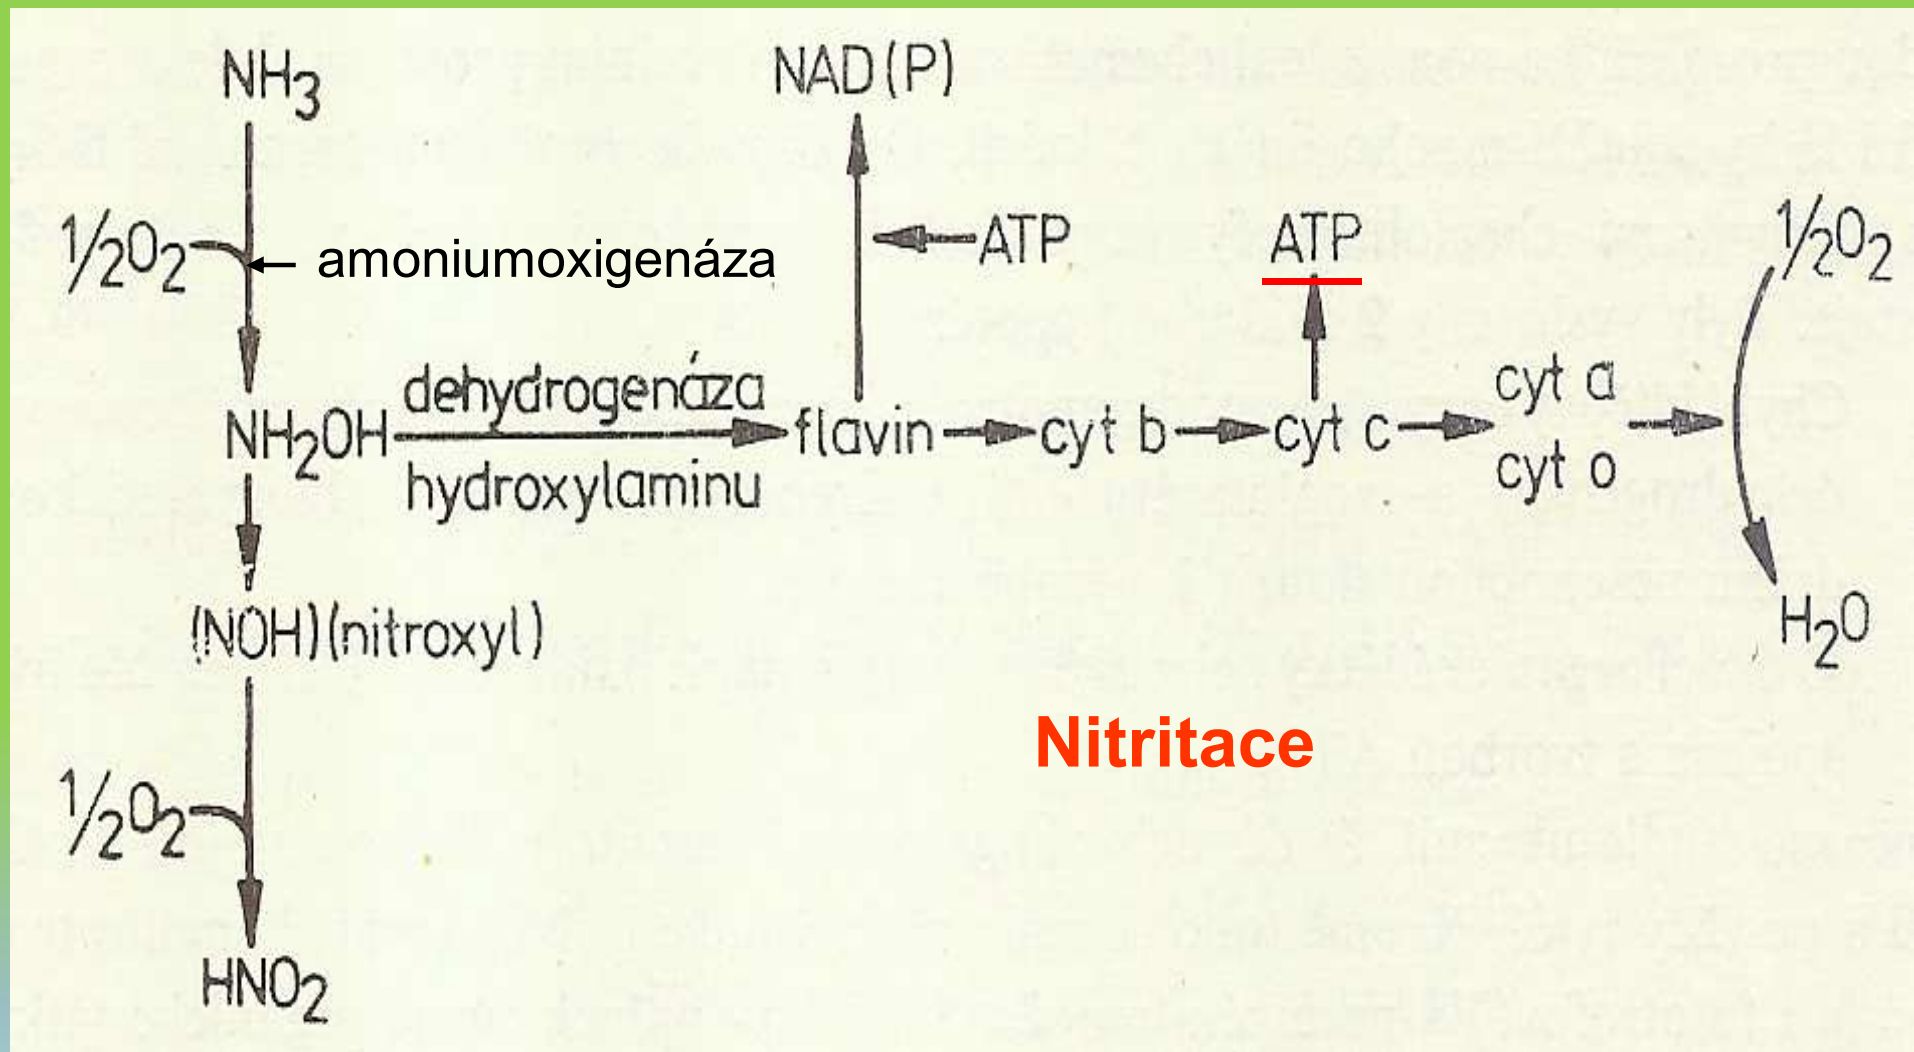 NH3
NAD(P)
½O2
amoniumoxigenáza
ATP
ATP
½O2
NH2OH
dehydrogenáza
hydroxylaminu
flavin
cyt b
cyt c
cyt a
cyt o
(NOH)(nitroxyl)
H2O
Nitritace
½O2
HNO2